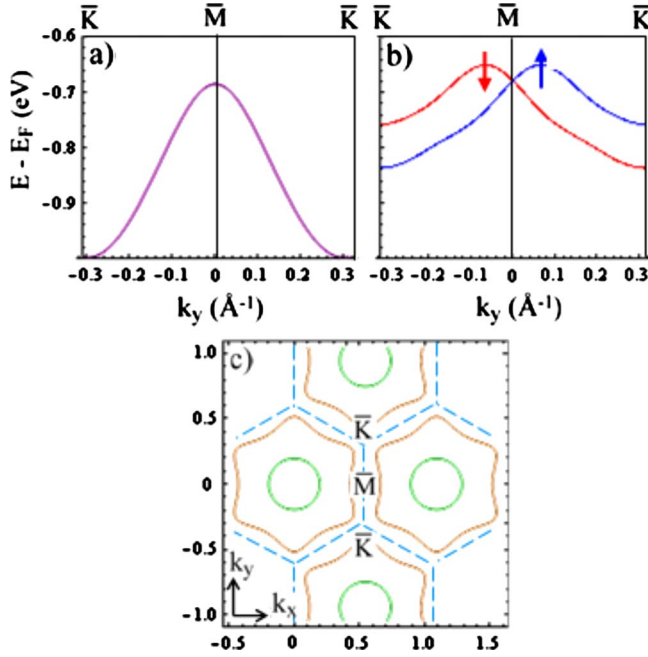 K̅ M̅ K̅ K̅ M̅ K̅
a) b)
-0.6
-0.7
-0.8
-0.9
E - E_F (eV)
-0.3 -0.2 -0.1 0 0.1 0.2 0.3 -0.3 -0.2 -0.1 0 0.1 0.2 0.3
k_y (Å⁻¹) k_y (Å⁻¹)
c)
1.0
0.5
0
-0.5
-1.0
K̅
M̅
K̅
k_y
k_x
-0.5 0 0.5 1.0 1.5